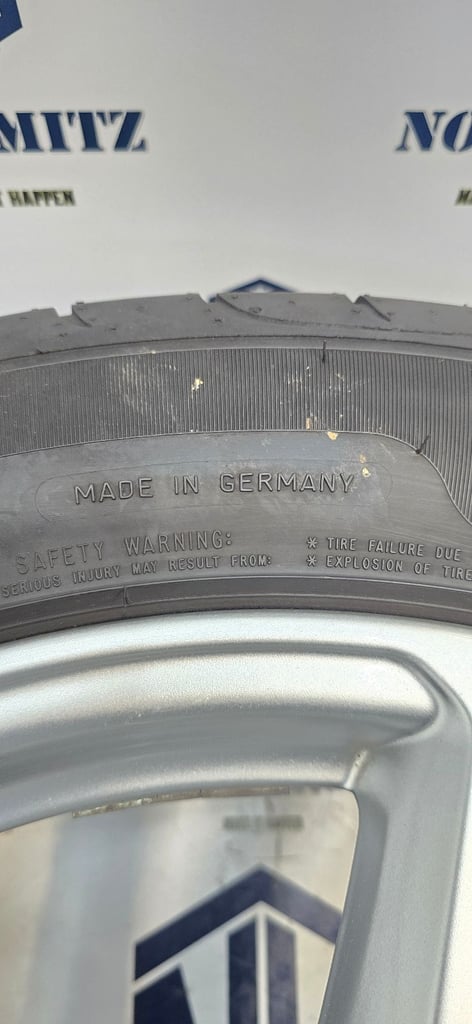 MITZ
NO
HAPPEN
MADE IN GERMANY
SAFETY WARNING:
SERIOUS INJURY MAY RESULT FROM:
* TIRE FAILURE DUE
* EXPLOSION OF TIRE